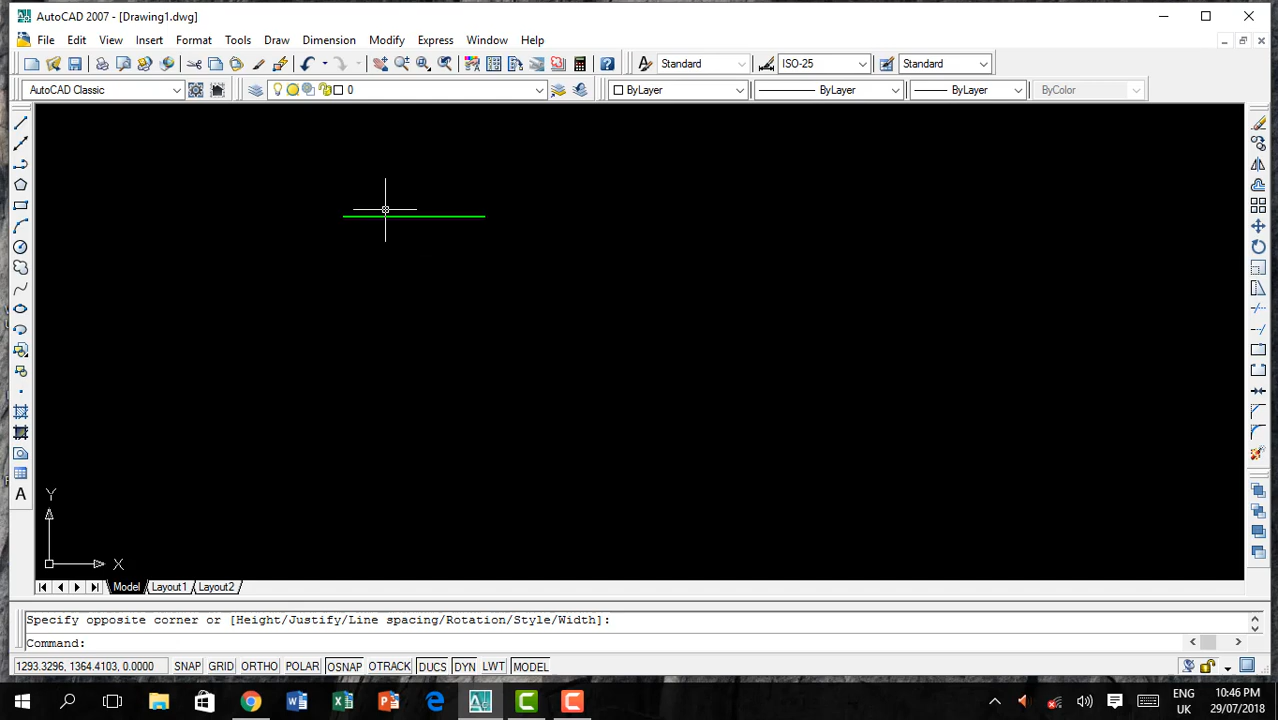 AutoCAD 2007 - [Drawing1.dwg]
File Edit View Insert Format Tools Draw Dimension Modify Express Window Help
Standard ISO-25 Standard
AutoCAD Classic 0 ByLayer ByLayer ByLayer ByColor
A
Y
X
Model Layout1 Layout2
Specify opposite corner or [Height/Justify/Line spacing/Rotation/Style/Width]:
Command:
1293.3296, 1364.4103, 0.0000 SNAP GRID ORTHO POLAR OSNAP OTRACK DUCS DYN LWT MODEL
ENG 10:46 PM
UK 29/07/2018